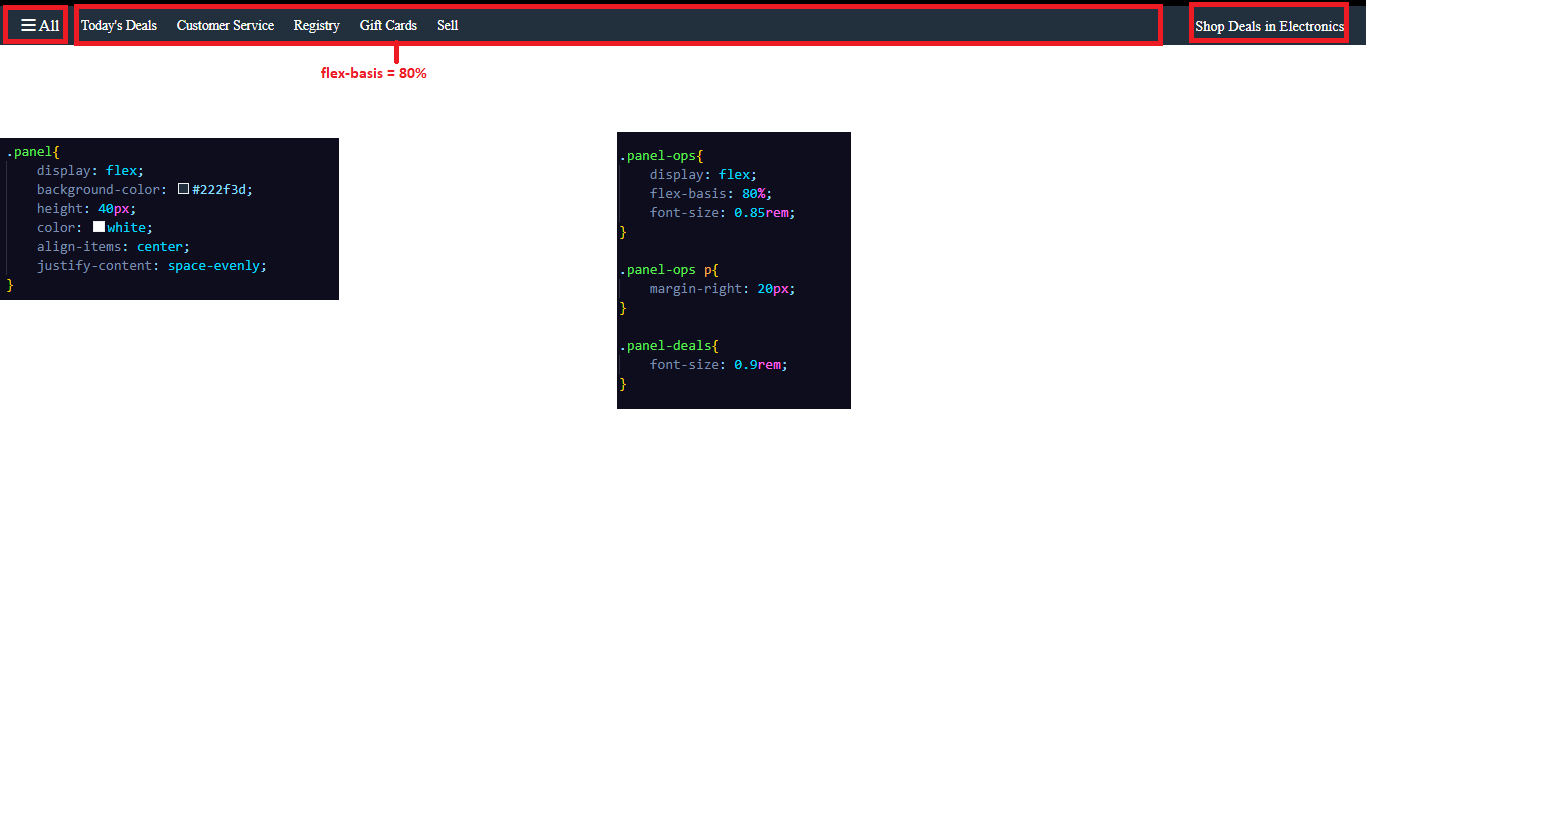 All Today's Deals Customer Service Registry Gift Cards Sell Shop Deals in Electronics
flex-basis = 80%
.panel{
display: flex;
background-color: #222f3d;
height: 40px;
color: white;
align-items: center;
justify-content: space-evenly;
}
.panel-ops{
display: flex;
flex-basis: 80%;
font-size: 0.85rem;
}
.panel-ops p{
margin-right: 20px;
}
.panel-deals{
font-size: 0.9rem;
}